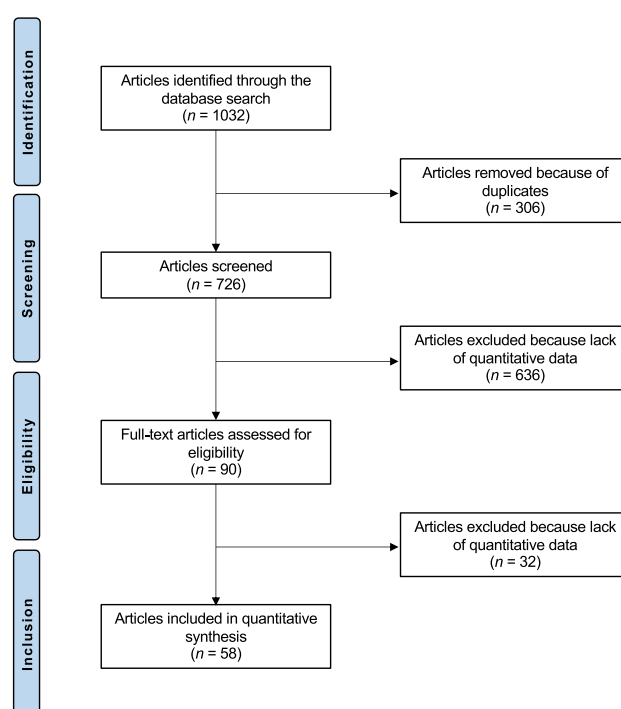 Identification
Articles identified through the
database search
(n = 1032)
Articles removed because of
duplicates
(n = 306)
Screening
Articles screened
(n = 726)
Articles excluded because lack
of quantitative data
(n = 636)
Eligibility
Full-text articles assessed for
eligibility
(n = 90)
Articles excluded because lack
of quantitative data
(n = 32)
Inclusion
Articles included in quantitative
synthesis
(n = 58)